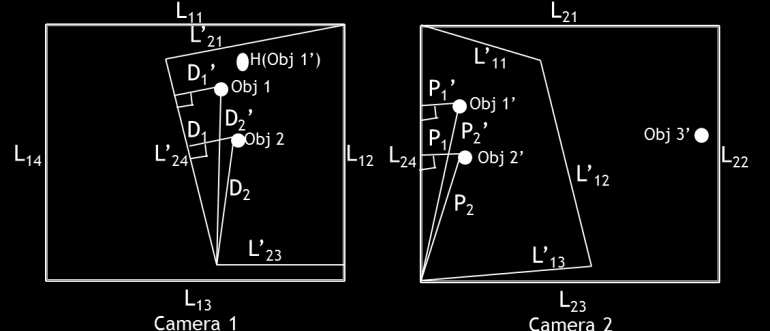 L₁₁
L'₂₁
H(Obj 1')
D₁'
Obj 1
D₂'
D₁
Obj 2
L₁₄
L'₂₄
L₁₂
D₂
L'₂₃
L₁₃
Camera 1
L₂₁
L'₁₁
P₁'
Obj 1'
P₂'
P₁
Obj 3'
L₂₄
Obj 2'
L₂₂
L'₁₂
P₂
L'₁₃
L₂₃
Camera 2